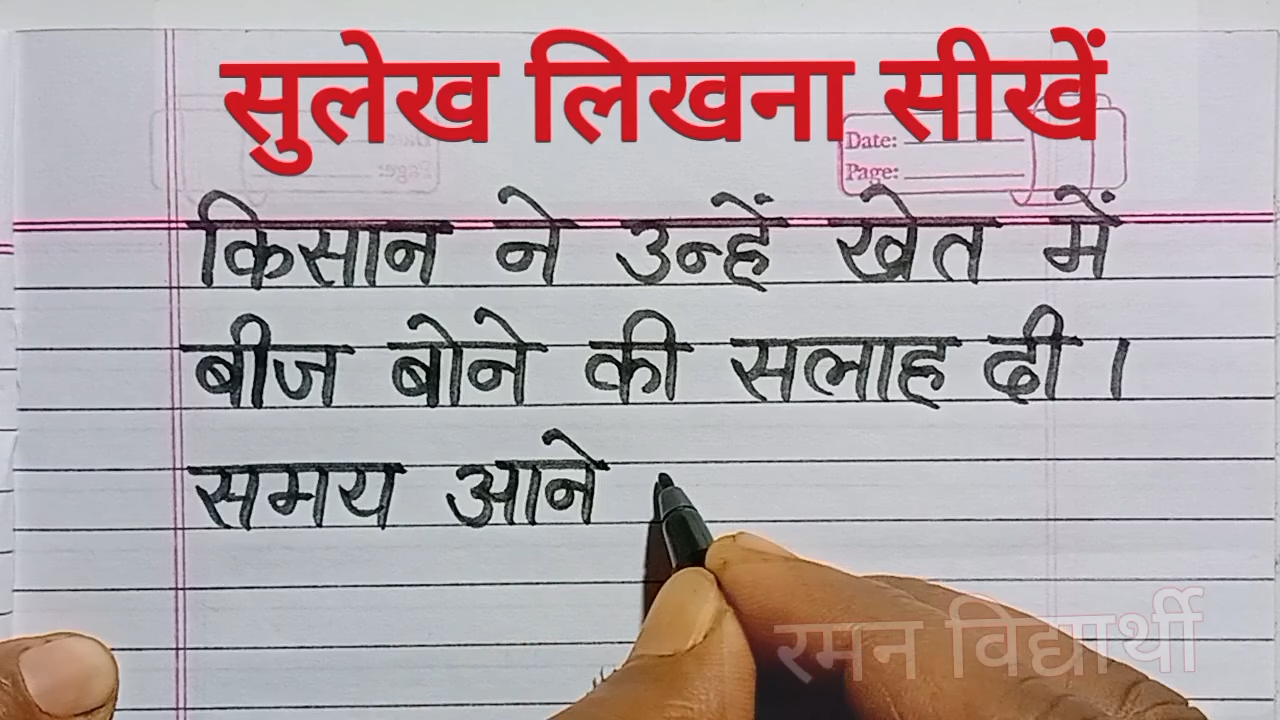 सुलेख लिखना सीखें
Date:
Page:
किसान ने उन्हें खेत में
बीज बोने की सलाह दी ।
समय आने
रमन विद्यार्थी